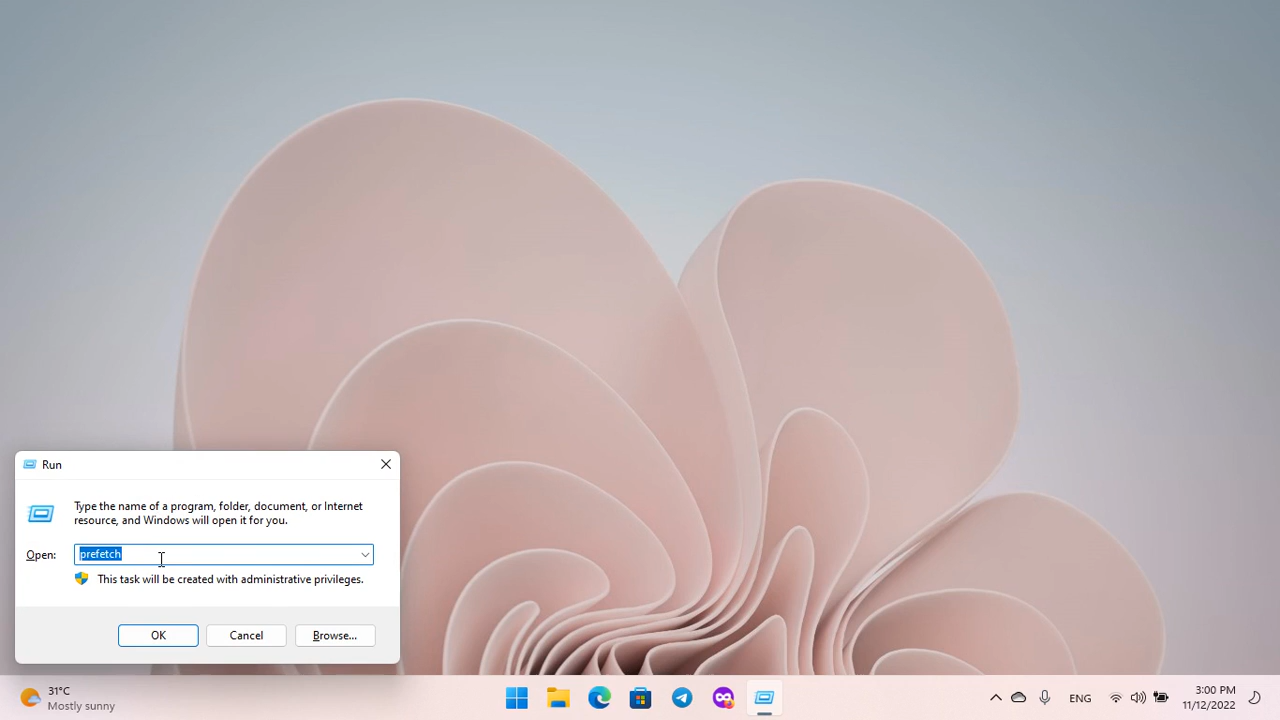 Run
Type the name of a program, folder, document, or Internet
resource, and Windows will open it for you.
Open: prefetch
This task will be created with administrative privileges.
OK Cancel Browse...
31°C
Mostly sunny
ENG
3:00 PM
11/12/2022